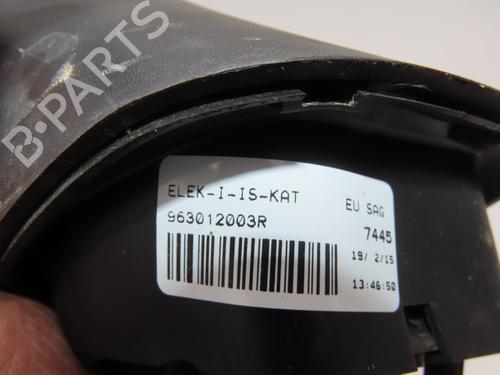 B-PARTS
ELEK-I-IS-KAT
963012003R
EU SAG
7445
19/ 2/15
13:46:50